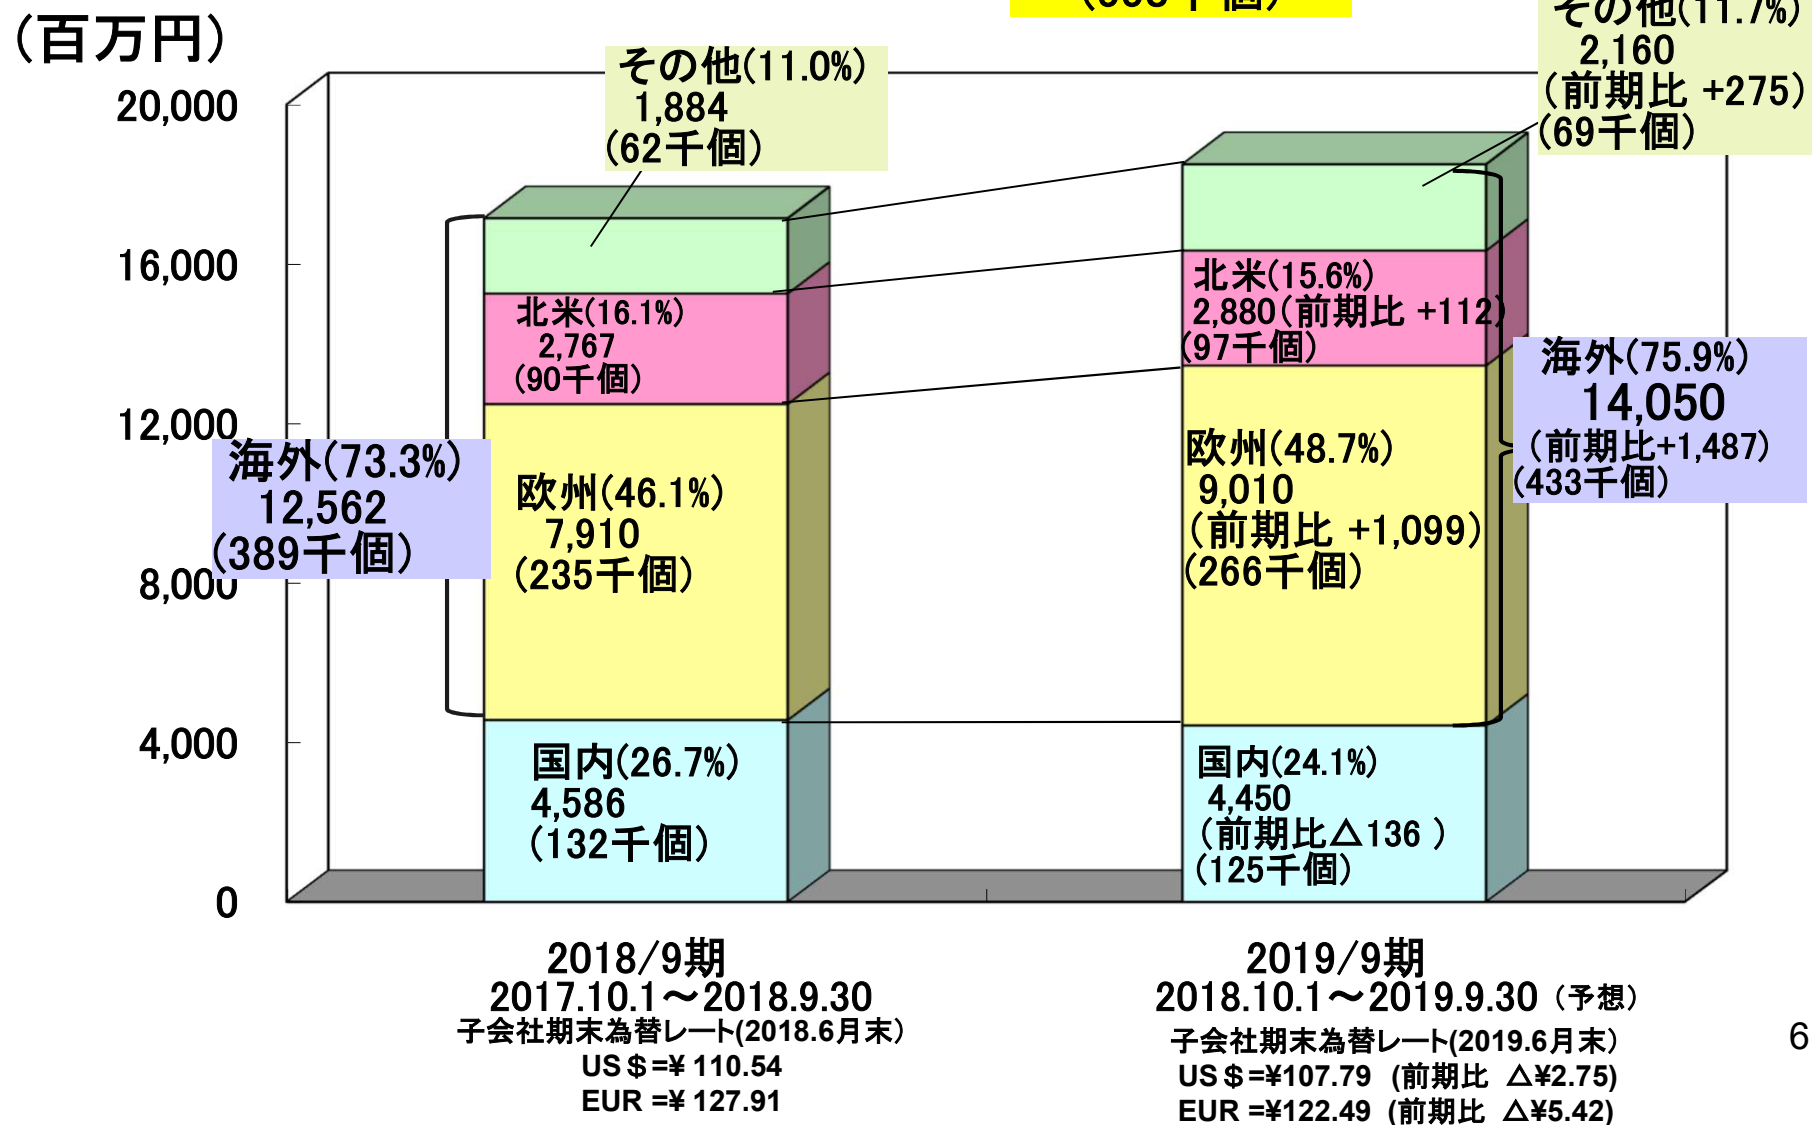 (百万円)
20,000
16,000
12,000
8,000
4,000
0
その他(11.0%)
1,884
(62千個)
北米(16.1%)
2,767
(90千個)
海外(73.3%)
12,562
(389千個)
欧州(46.1%)
7,910
(235千個)
国内(26.7%)
4,586
(132千個)
その他(11.7%)
2,160
(前期比 +275)
(69千個)
北米(15.6%)
2,880(前期比 +112)
(97千個)
海外(75.9%)
14,050
(前期比+1,487)
(433千個)
欧州(48.7%)
9,010
(前期比 +1,099)
(266千個)
国内(24.1%)
4,450
(前期比△136 )
(125千個)
2018/9期
2017.10.1～2018.9.30
子会社期末為替レート(2018.6月末)
US＄=¥ 110.54
EUR =¥ 127.91
2019/9期
2018.10.1～2019.9.30 (予想)
子会社期末為替レート(2019.6月末)
US＄=¥107.79 (前期比 △¥2.75)
EUR =¥122.49 (前期比 △¥5.42)
6